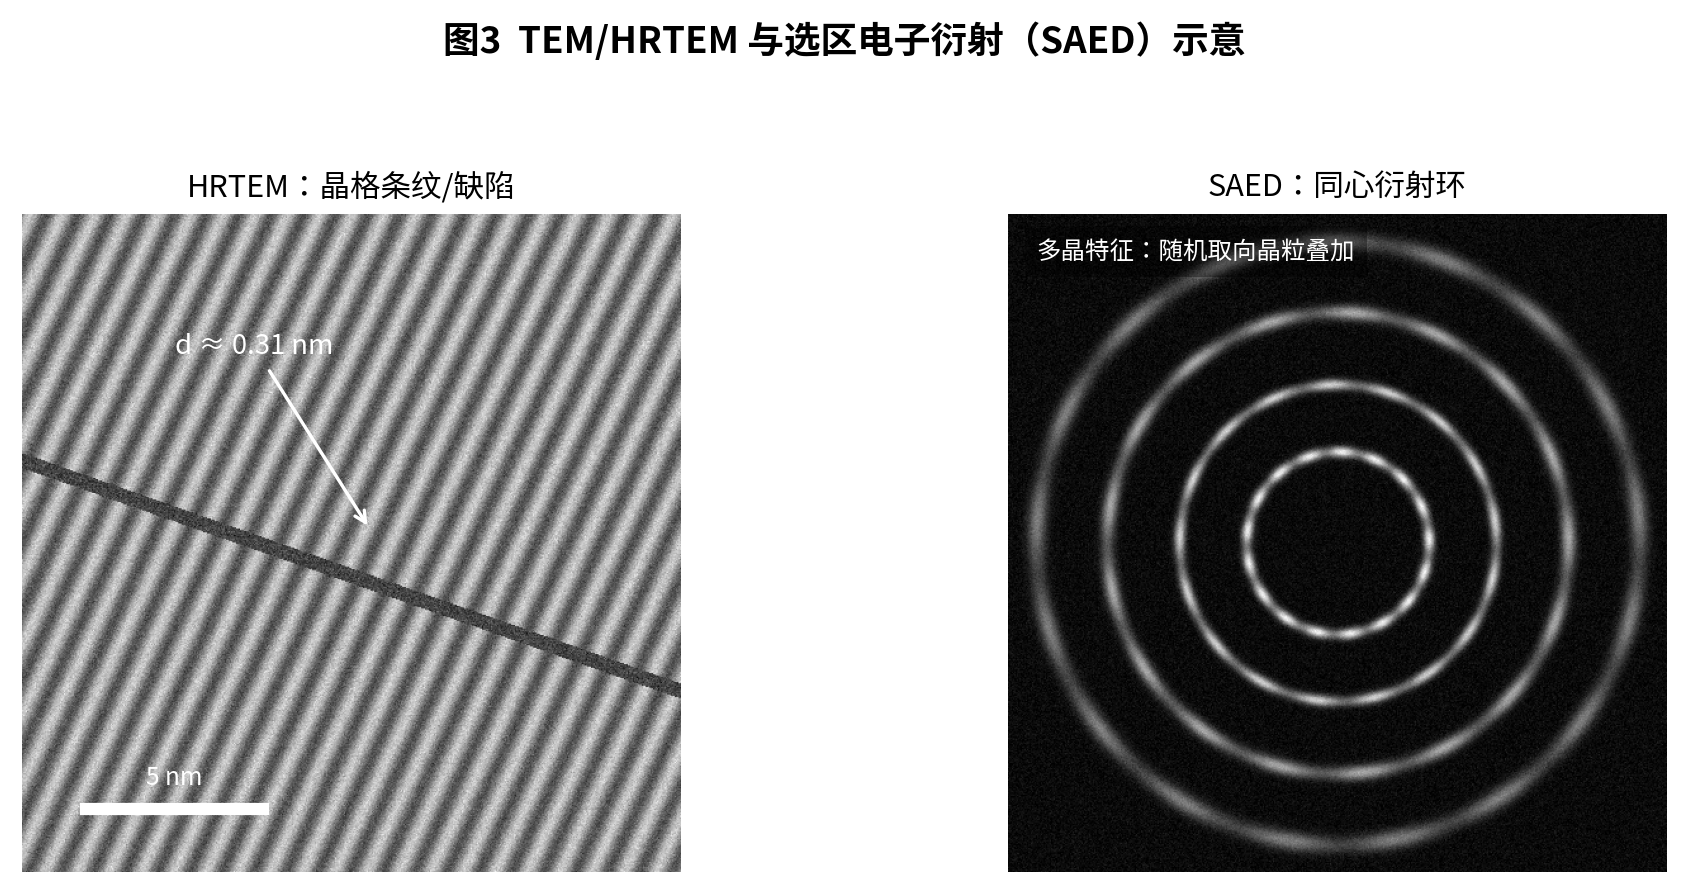 图3 TEM/HRTEM 与选区电子衍射（SAED）示意
HRTEM：晶格条纹/缺陷
d ≈ 0.31 nm
5 nm
SAED：同心衍射环
多晶特征：随机取向晶粒叠加